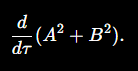 d/dτ (A² + B²).